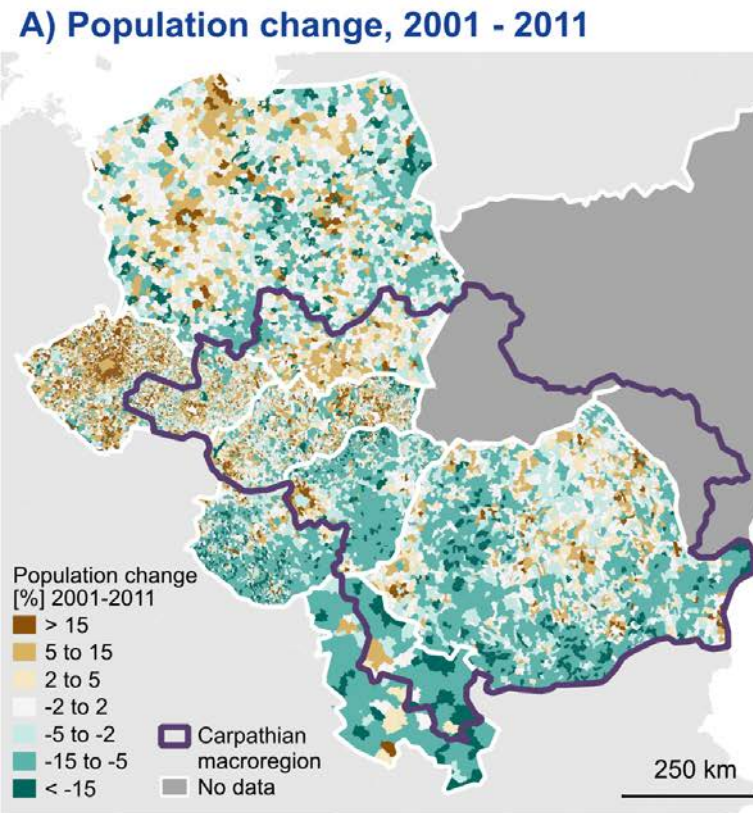 A) Population change, 2001 - 2011
Population change
[%] 2001-2011
> 15
5 to 15
2 to 5
-2 to 2
-5 to -2
-15 to -5
< -15
Carpathian
macroregion
No data
250 km